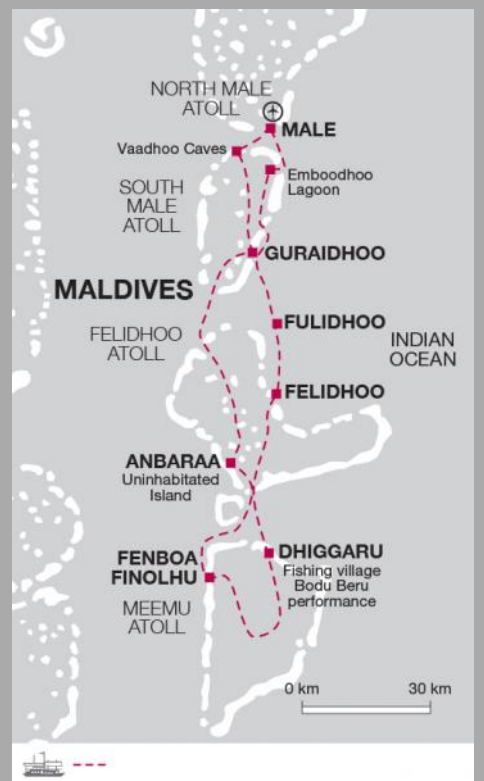 NORTH MALE
ATOLL
MALE
Vaadhoo Caves
Emboodhoo
Lagoon
SOUTH
MALE
ATOLL
GURAIDHOO
MALDIVES
FULIDHOO
FELIDHOO
ATOLL
INDIAN
OCEAN
FELIDHOO
ANBARAA
Uninhabited
Island
DHIGGARU
Fishing village
Bodu Beru
performance
FENBOA
FINOLHU
MEEMU
ATOLL
0 km 30 km